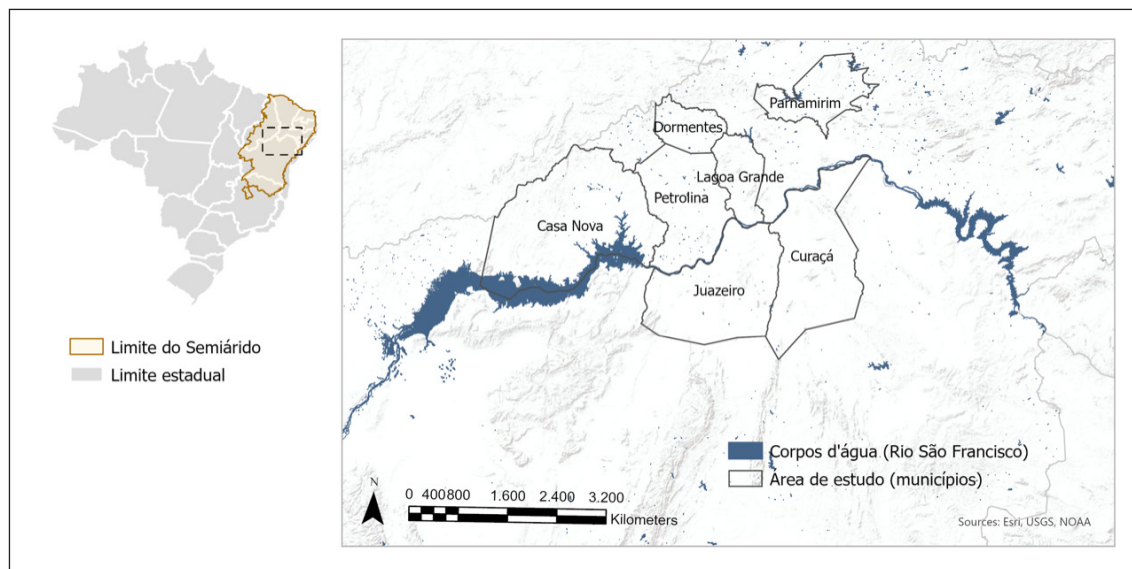 Parnamirim
Dormentes
Lagoa Grande
Petrolina
Casa Nova
Curaçá
Juazeiro
Limite do Semiárido
Limite estadual
Corpos d'água (Rio São Francisco)
Área de estudo (municípios)
N
0 400800 1.600 2.400 3.200
Kilometers
Sources: Esri, USGS, NOAA